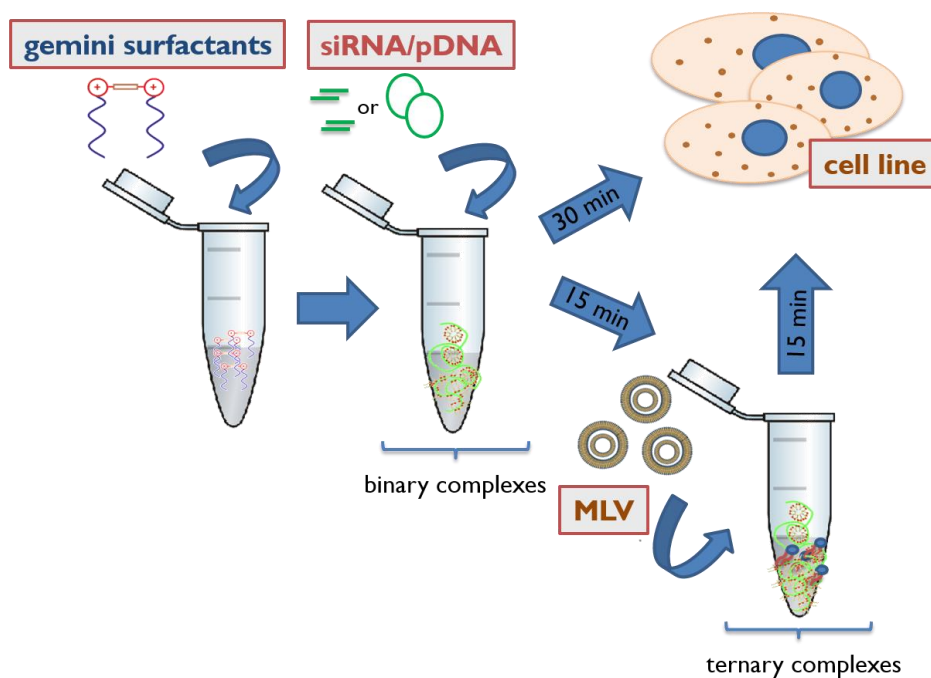 gemini surfactants
siRNA/pDNA
+
+
or
cell line
30 min
15 min
15 min
binary complexes
MLV
ternary complexes